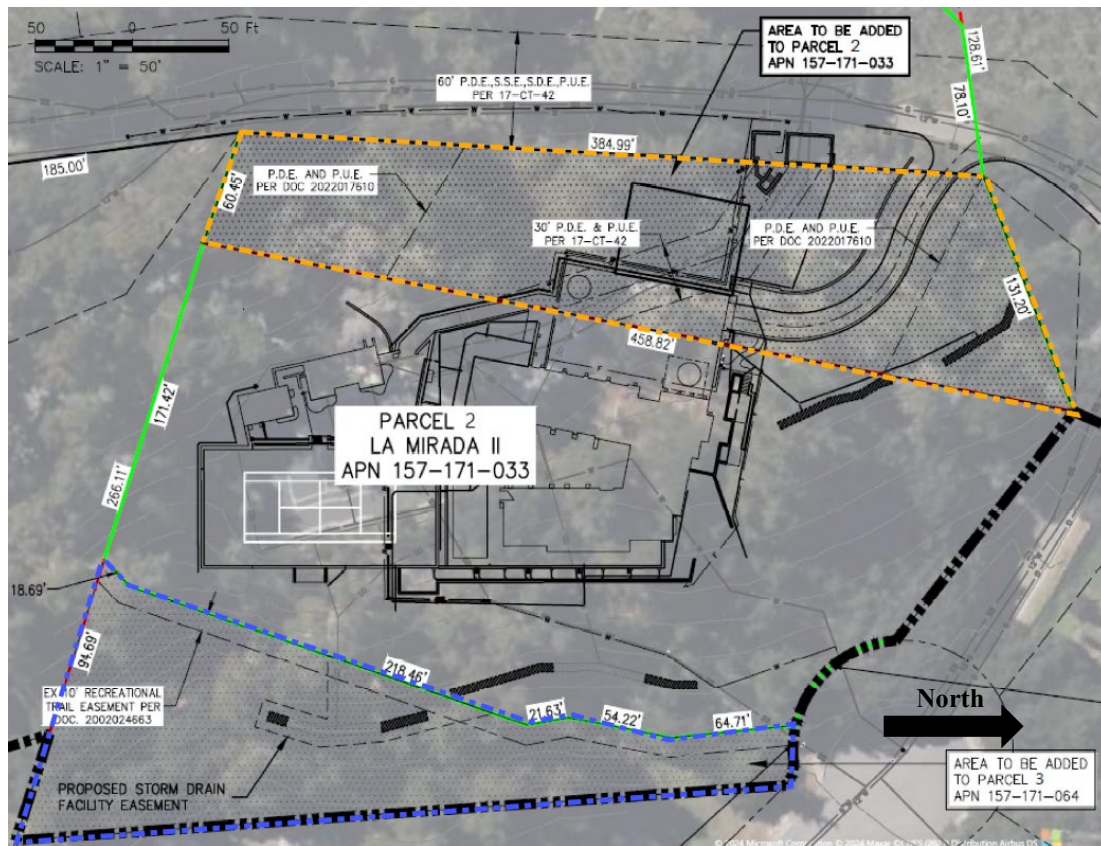 50 0 50 Ft
SCALE: 1" = 50'
AREA TO BE ADDED
TO PARCEL 2
APN 157-171-033
128.61'
78.10'
60' P.D.E.,S.S.E.,S.D.E.,P.U.E.
PER 17-CT-42
185.00'
384.99'
60.45'
P.D.E. AND P.U.E.
PER DOC 2022017610
30' P.D.E. & P.U.E.
PER 17-CT-42
P.D.E. AND P.U.E.
PER DOC 2022017610
131.20'
458.82'
171.42'
PARCEL 2
LA MIRADA II
APN 157-171-033
266.11'
18.69'
94.69'
218.46'
EX 10' RECREATIONAL
TRAIL EASEMENT PER
DOC. 2002024663
21.63'
54.22'
64.71'
North
PROPOSED STORM DRAIN
FACILITY EASEMENT
AREA TO BE ADDED
TO PARCEL 3
APN 157-171-064